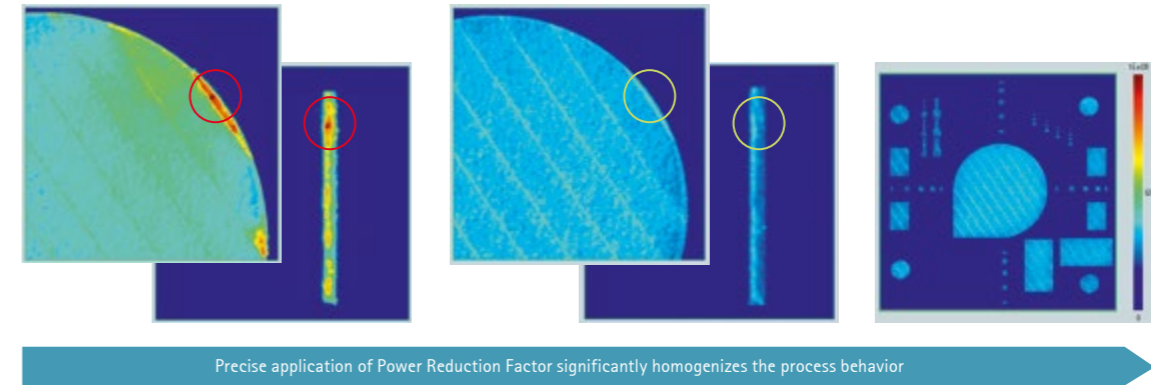 Precise application of Power Reduction Factor significantly homogenizes the process behavior